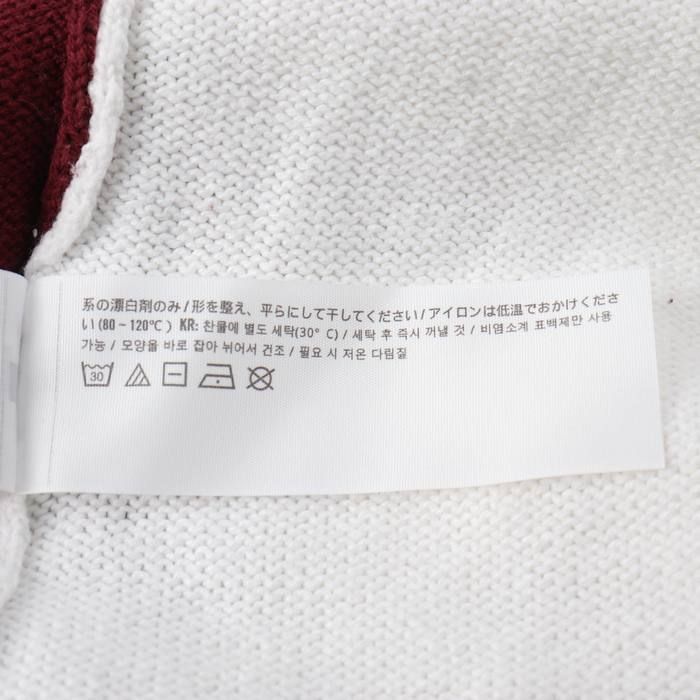 系の漂白剤のみ/形を整え、平らにして干してください/アイロンは低温でおかけくださ
い(80~120℃) KR: 찬물에 별도 세탁(30° C) / 세탁 후 즉시 꺼낼 것 / 비염소계 표백제만 사용
가능 / 모양을 바로 잡아 뉘어서 건조 / 필요 시 저온 다림질
30